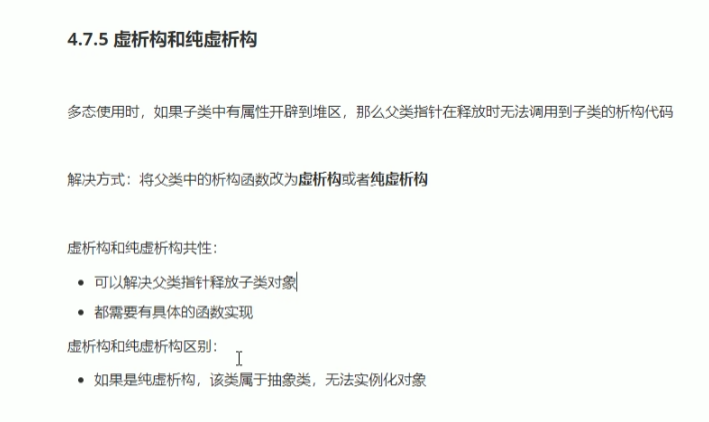 4.7.5 虚析构和纯虚析构
多态使用时，如果子类中有属性开辟到堆区，那么父类指针在释放时无法调用到子类的析构代码
解决方式：将父类中的析构函数改为虚析构或者纯虚析构
虚析构和纯虚析构共性：
• 可以解决父类指针释放子类对象
• 都需要有具体的函数实现
虚析构和纯虚析构区别：
• 如果是纯虚析构，该类属于抽象类，无法实例化对象